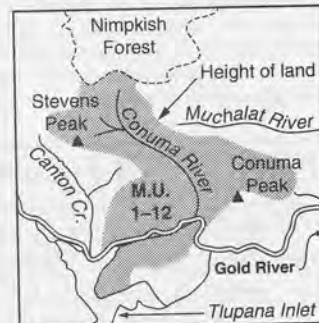 Nimpkish
Forest
Height of land
Stevens
Peak
Muchalat River
Conuma River
Conuma
Peak
Canton Cr.
M.U.
1–12
Gold River
Tlupana Inlet